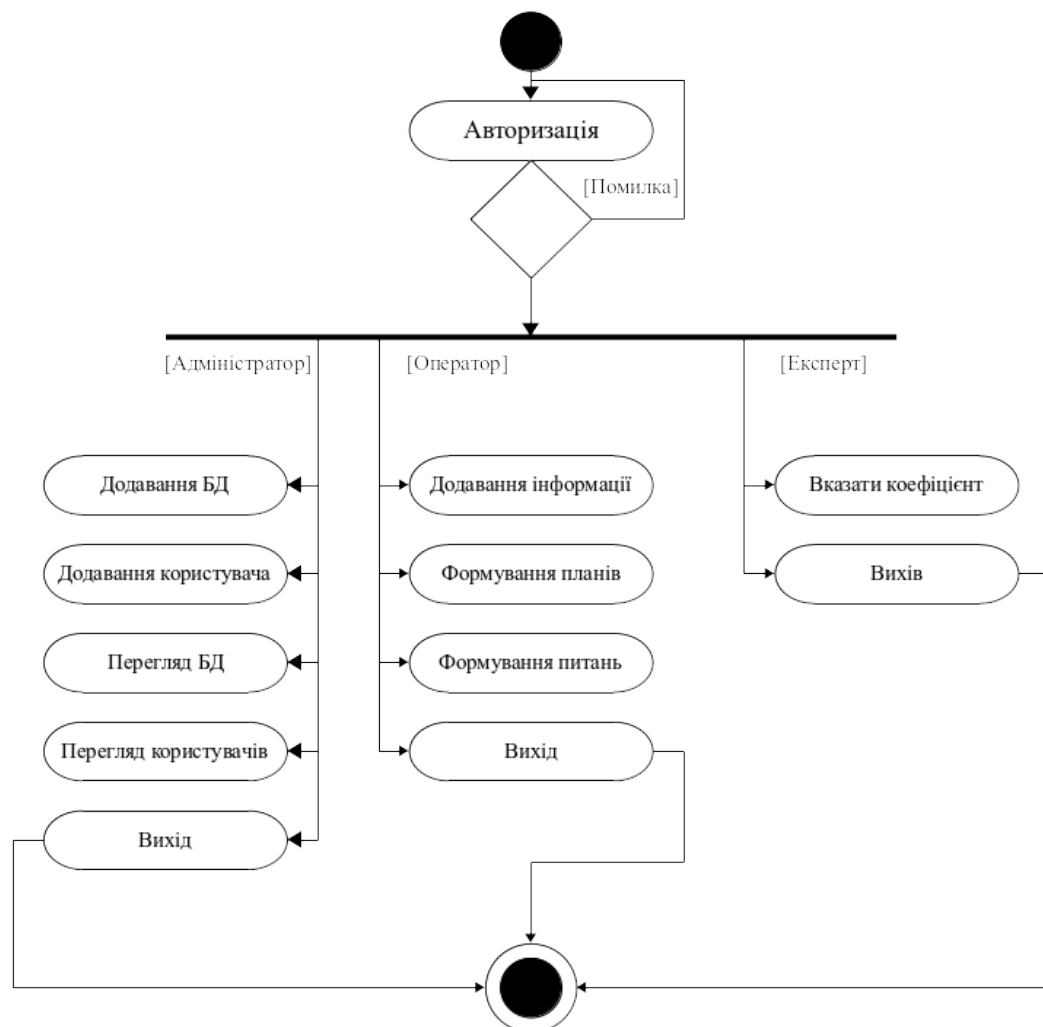 Авторизація
[Помилка]
[Адміністратор]
[Оператор]
[Експерт]
Додавання БД
Додавання інформації
Вказати коефіцієнт
Додавання користувача
Формування планів
Вихів
Перегляд БД
Формування питань
Перегляд користувачів
Вихід
Вихід